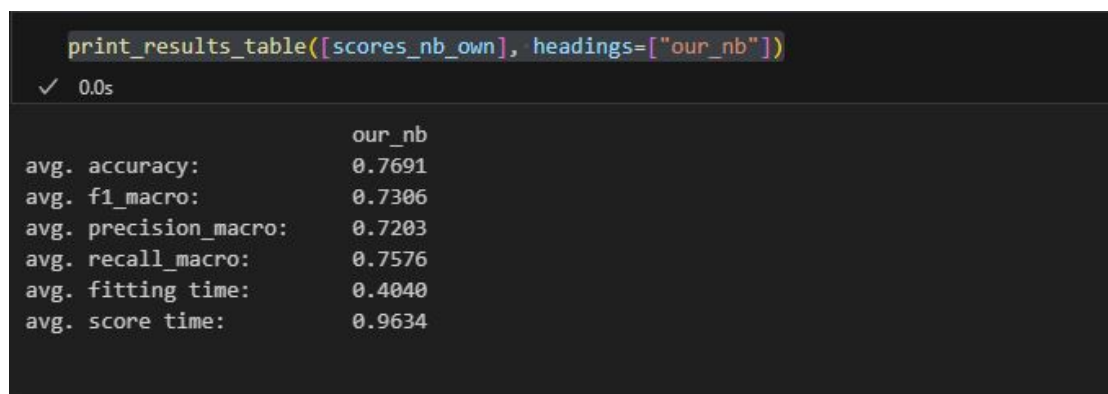 print_results_table([scores_nb_own], headings=["our_nb"])
✓ 0.0s
our_nb
avg. accuracy: 0.7691
avg. f1_macro: 0.7306
avg. precision_macro: 0.7203
avg. recall_macro: 0.7576
avg. fitting time: 0.4040
avg. score time: 0.9634